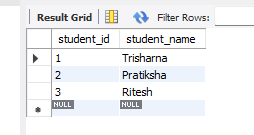 Result Grid Filter Rows:
student_id student_name
1 Trisharna
2 Pratiksha
3 Ritesh
NULL NULL